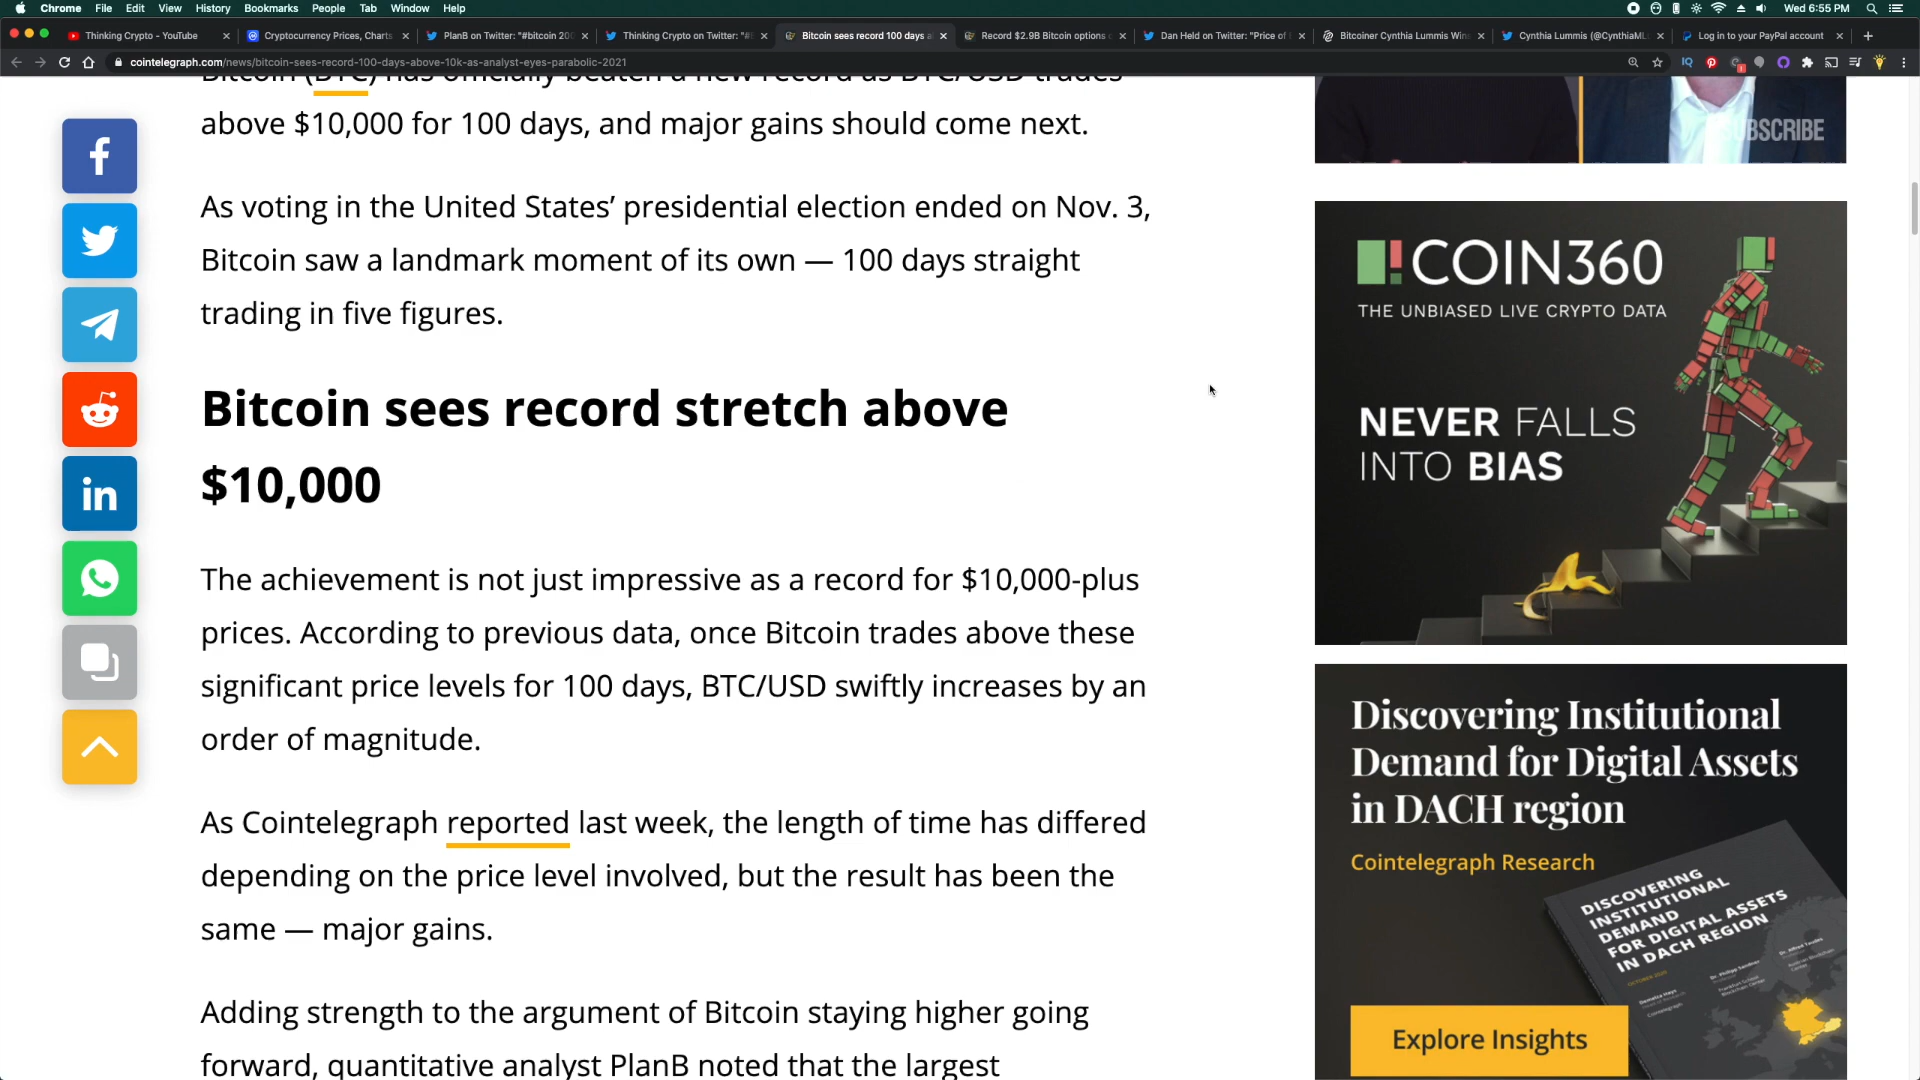 Chrome File Edit View History Bookmarks People Tab Window Help
Wed 6:55 PM
Thinking Crypto - YouTube
Cryptocurrency Prices, Charts
PlanB on Twitter: "#bitcoin 20
Thinking Crypto on Twitter: "#
Bitcoin sees record 100 days a
Record $2.9B Bitcoin options
Dan Held on Twitter: "Price of
Bitcoiner Cynthia Lummis Win
Cynthia Lummis (@CynthiaML
Log in to your PayPal account
cointelegraph.com/news/bitcoin-sees-record-100-days-above-10k-as-analyst-eyes-parabolic-2021
Bitcoin (BTC) has officially beaten a new record as BTC/USD trades
above $10,000 for 100 days, and major gains should come next.
As voting in the United States’ presidential election ended on Nov. 3,
Bitcoin saw a landmark moment of its own — 100 days straight
trading in five figures.
Bitcoin sees record stretch above
$10,000
The achievement is not just impressive as a record for $10,000-plus
prices. According to previous data, once Bitcoin trades above these
significant price levels for 100 days, BTC/USD swiftly increases by an
order of magnitude.
As Cointelegraph reported last week, the length of time has differed
depending on the price level involved, but the result has been the
same — major gains.
Adding strength to the argument of Bitcoin staying higher going
forward, quantitative analyst PlanB noted that the largest
SUBSCRIBE
COIN360
THE UNBIASED LIVE CRYPTO DATA
NEVER FALLS
INTO BIAS
Discovering Institutional
Demand for Digital Assets
in DACH region
Cointelegraph Research
DISCOVERING
INSTITUTIONAL
DEMAND
FOR DIGITAL ASSETS
IN DACH REGION
Explore Insights